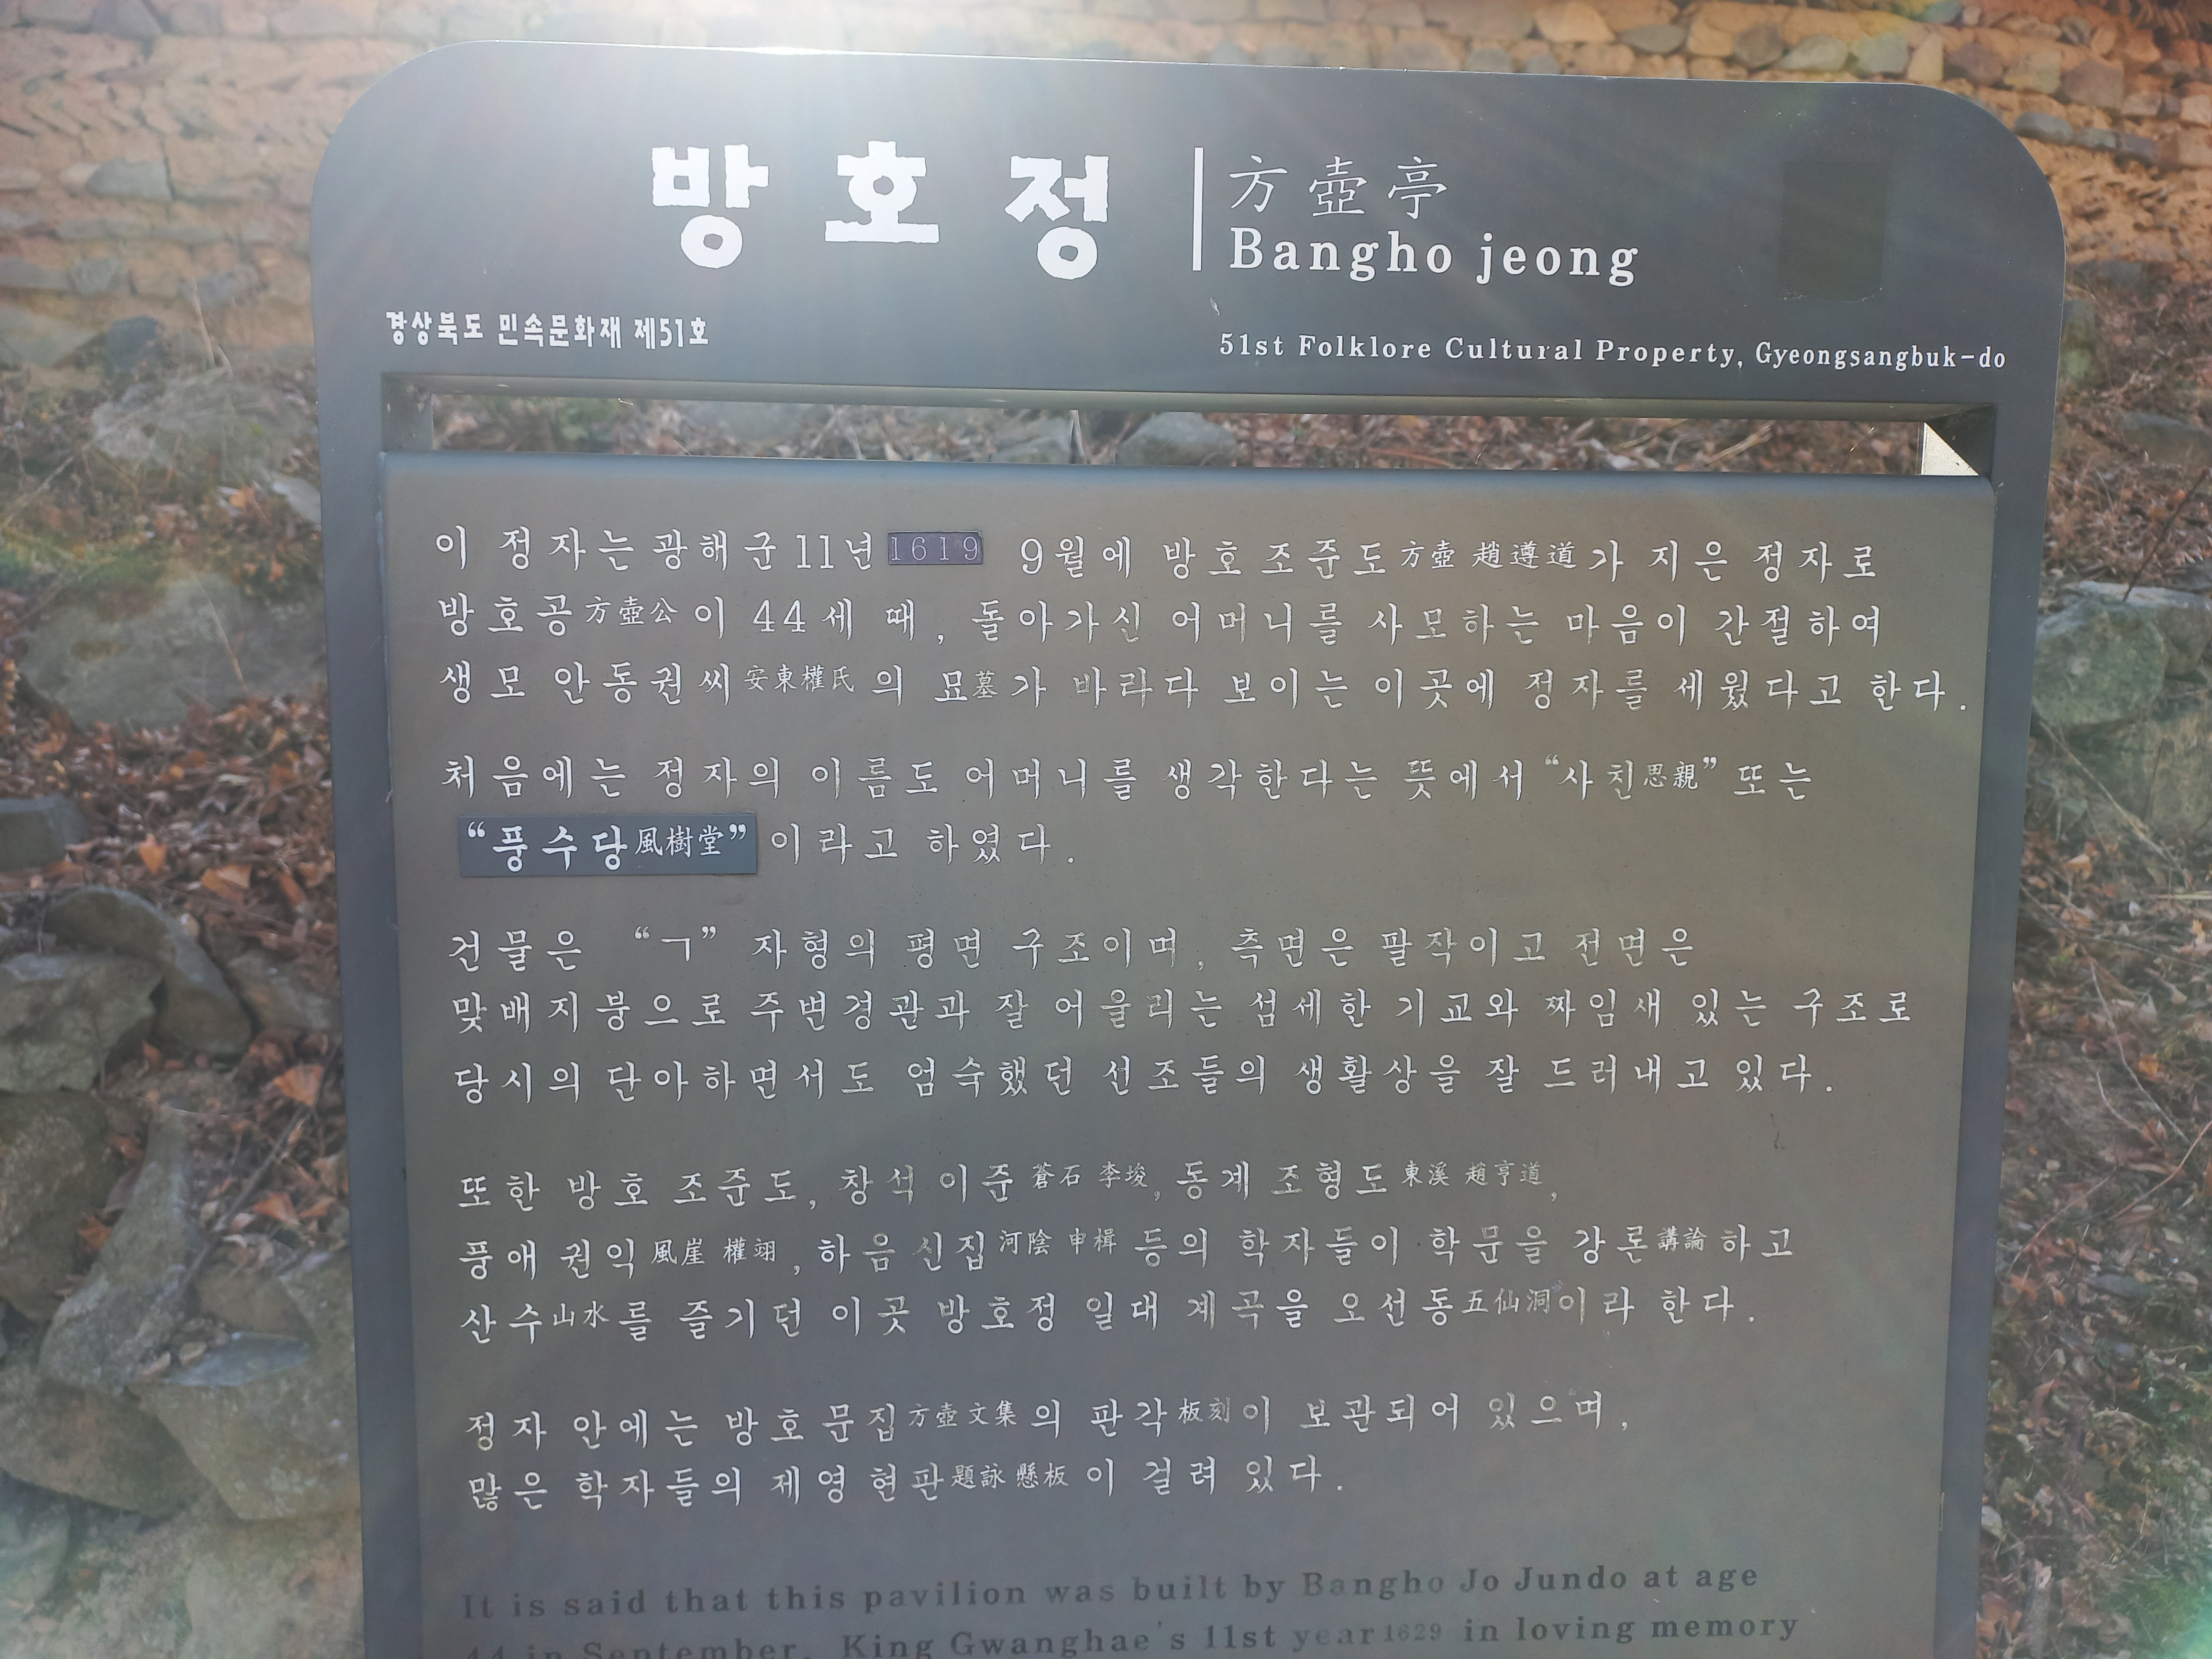 방호정
方壺亭
Bangho jeong
경상북도 민속문화재 제51호
51st Folklore Cultural Property, Gyeongsangbuk-do
이 정자는 광해군 11년 1619 9월에 방호 조준도 方壺 趙遵道가 지은 정자로
방호공 方壺公이 44세 때, 돌아가신 어머니를 사모하는 마음이 간절하여
생모 안동권씨 安東權氏의 묘墓가 바라다 보이는 이곳에 정자를 세웠다고 한다.
처음에는 정자의 이름도 어머니를 생각한다는 뜻에서 “사친思親” 또는
“풍수당風樹堂” 이라고 하였다.
건물은 “ㄱ” 자형의 평면 구조이며, 측면은 팔작이고 전면은
맞배지붕으로 주변경관과 잘 어울리는 섬세한 기교와 짜임새 있는 구조로
당시의 단아하면서도 엄숙했던 선조들의 생활상을 잘 드러내고 있다.
또한 방호 조준도, 창석 이준 蒼石 李埈, 동계 조형도 東溪 趙亨道,
풍애 권익 風崖 權翊, 하음 신집 河陰 申楫 등의 학자들이 학문을 강론講論하고
산수山水를 즐기던 이곳 방호정 일대 계곡을 오선동五仙洞이라 한다.
정자 안에는 방호문집方壺文集의 판각板刻이 보관되어 있으며,
많은 학자들의 제영현판題詠懸板이 걸려 있다.
It is said that this pavilion was built by Bangho Jo Jundo at age
44 in September, King Gwanghae's 11st year 1629 in loving memory